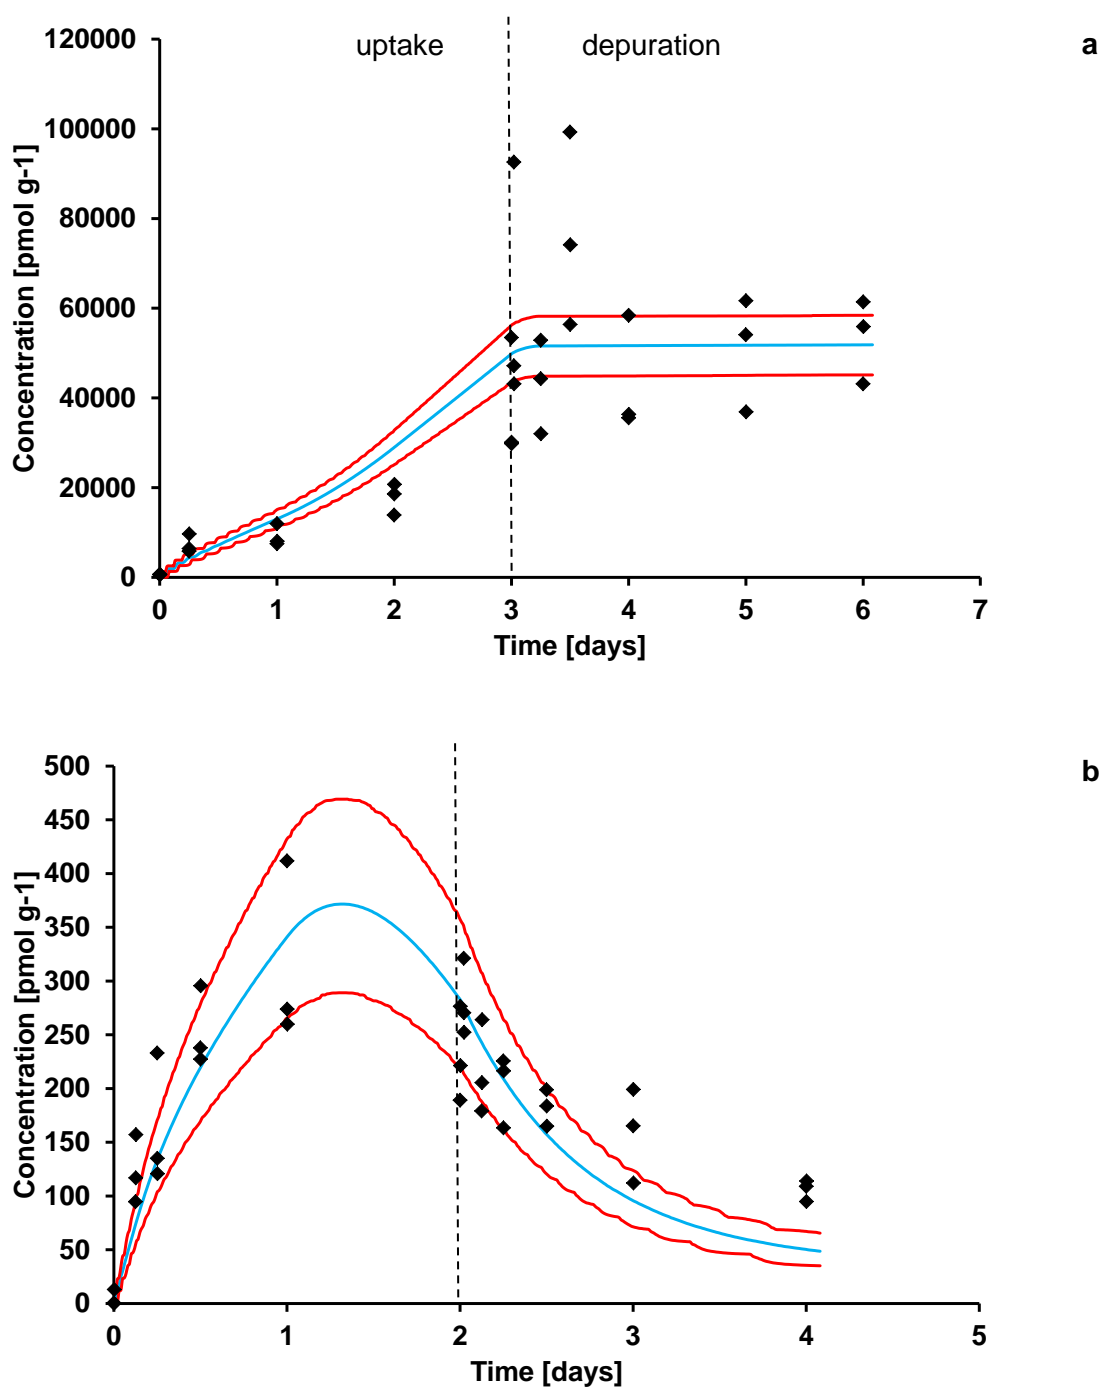 uptake depuration a
120000
100000
80000
60000
40000
20000
0
Concentration [pmol g-1]
0 1 2 3 4 5 6 7
Time [days]
b
500
450
400
350
300
250
200
150
100
50
0
Concentration [pmol g-1]
0 1 2 3 4 5
Time [days]